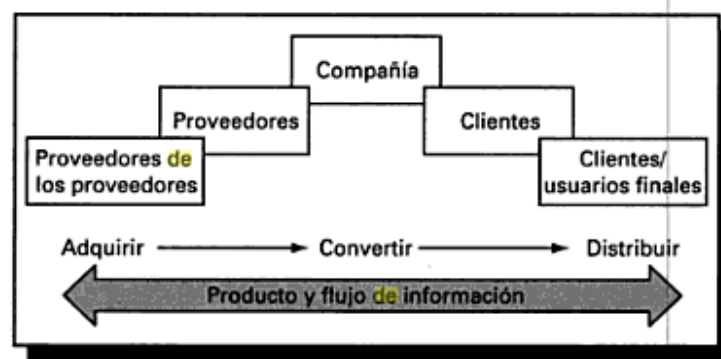 Compañía
Proveedores
Clientes
Proveedores de
los proveedores
Clientes/
usuarios finales
Adquirir
Convertir
Distribuir
Producto y flujo de información